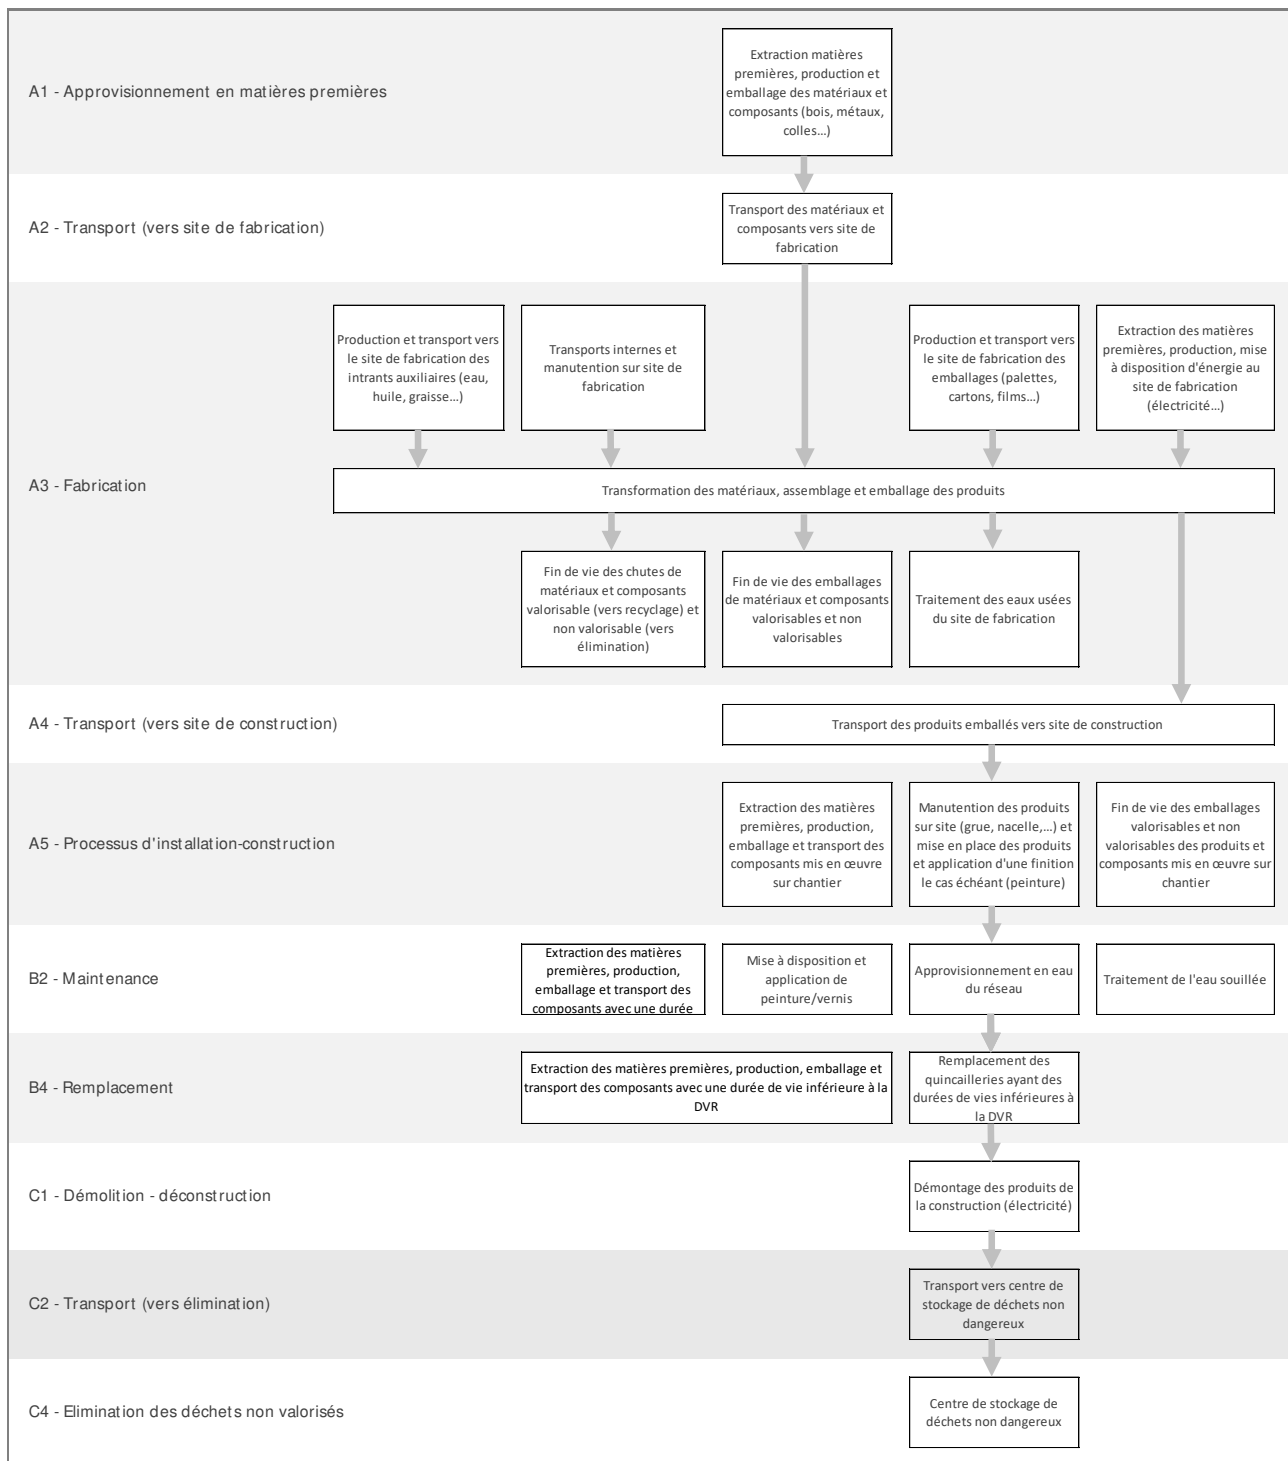 A1 - Approvisionnement en matières premières
Extraction matières
premières, production et
emballage des matériaux et
composants (bois, métaux,
colles…)
A2 - Transport (vers site de fabrication)
Transport des matériaux et
composants vers site de
fabrication
A3 - Fabrication
Production et transport vers
le site de fabrication des
intrants auxiliaires (eau,
huile, graisse…)
Transports internes et
manutention sur site de
fabrication
Production et transport vers
le site de fabrication des
emballages (palettes,
cartons, films…)
Extraction des matières
premières, production, mise
à disposition d'énergie au
site de fabrication
(électricité…)
Transformation des matériaux, assemblage et emballage des produits
Fin de vie des chutes de
matériaux et composants
valorisable (vers recyclage) et
non valorisable (vers
élimination)
Fin de vie des emballages
de matériaux et composants
valorisables et non
valorisables
Traitement des eaux usées
du site de fabrication
A4 - Transport (vers site de construction)
Transport des produits emballés vers site de construction
A5 - Processus d'installation-construction
Extraction des matières
premières, production,
emballage et transport des
composants mis en œuvre
sur chantier
Manutention des produits
sur site (grue, nacelle,…) et
mise en place des produits
et application d'une finition
le cas échéant (peinture)
Fin de vie des emballages
valorisables et non
valorisables des produits et
composants mis en œuvre sur
chantier
B2 - Maintenance
Extraction des matières
premières, production,
emballage et transport des
composants avec une durée
Mise à disposition et
application de
peinture/vernis
Approvisionnement en eau
du réseau
Traitement de l'eau souillée
B4 - Remplacement
Extraction des matières premières, production, emballage et
transport des composants avec une durée de vie inférieure à la
DVR
Remplacement des
quincailleries ayant des
durées de vies inférieures à
la DVR
C1 - Démolition - déconstruction
Démontage des produits de
la construction (électricité)
C2 - Transport (vers élimination)
Transport vers centre de
stockage de déchets non
dangereux
C4 - Elimination des déchets non valorisés
Centre de stockage de
déchets non dangereux